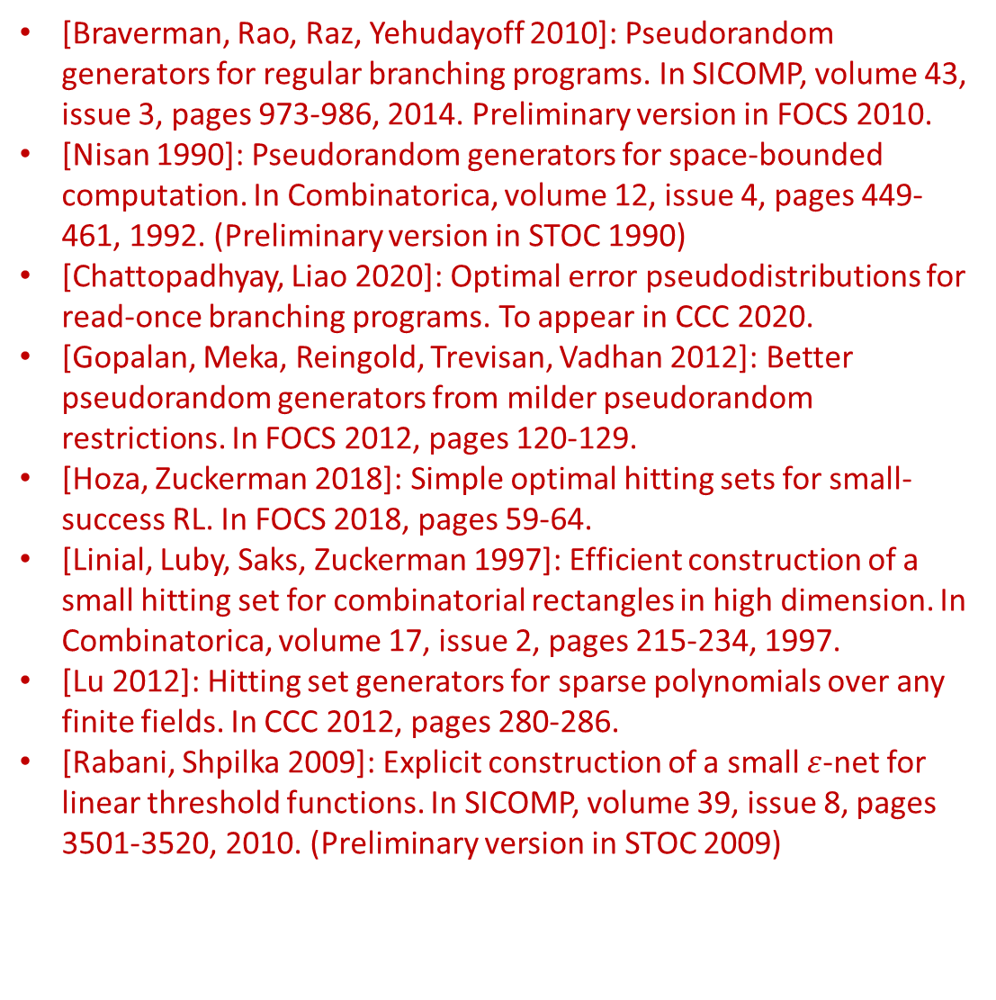 • [Braverman, Rao, Raz, Yehudayoff 2010]: Pseudorandom
generators for regular branching programs. In SICOMP, volume 43,
issue 3, pages 973-986, 2014. Preliminary version in FOCS 2010.
• [Nisan 1990]: Pseudorandom generators for space-bounded
computation. In Combinatorica, volume 12, issue 4, pages 449-
461, 1992. (Preliminary version in STOC 1990)
• [Chattopadhyay, Liao 2020]: Optimal error pseudodistributions for
read-once branching programs. To appear in CCC 2020.
• [Gopalan, Meka, Reingold, Trevisan, Vadhan 2012]: Better
pseudorandom generators from milder pseudorandom
restrictions. In FOCS 2012, pages 120-129.
• [Hoza, Zuckerman 2018]: Simple optimal hitting sets for small-
success RL. In FOCS 2018, pages 59-64.
• [Linial, Luby, Saks, Zuckerman 1997]: Efficient construction of a
small hitting set for combinatorial rectangles in high dimension. In
Combinatorica, volume 17, issue 2, pages 215-234, 1997.
• [Lu 2012]: Hitting set generators for sparse polynomials over any
finite fields. In CCC 2012, pages 280-286.
• [Rabani, Shpilka 2009]: Explicit construction of a small 𝜀-net for
linear threshold functions. In SICOMP, volume 39, issue 8, pages
3501-3520, 2010. (Preliminary version in STOC 2009)